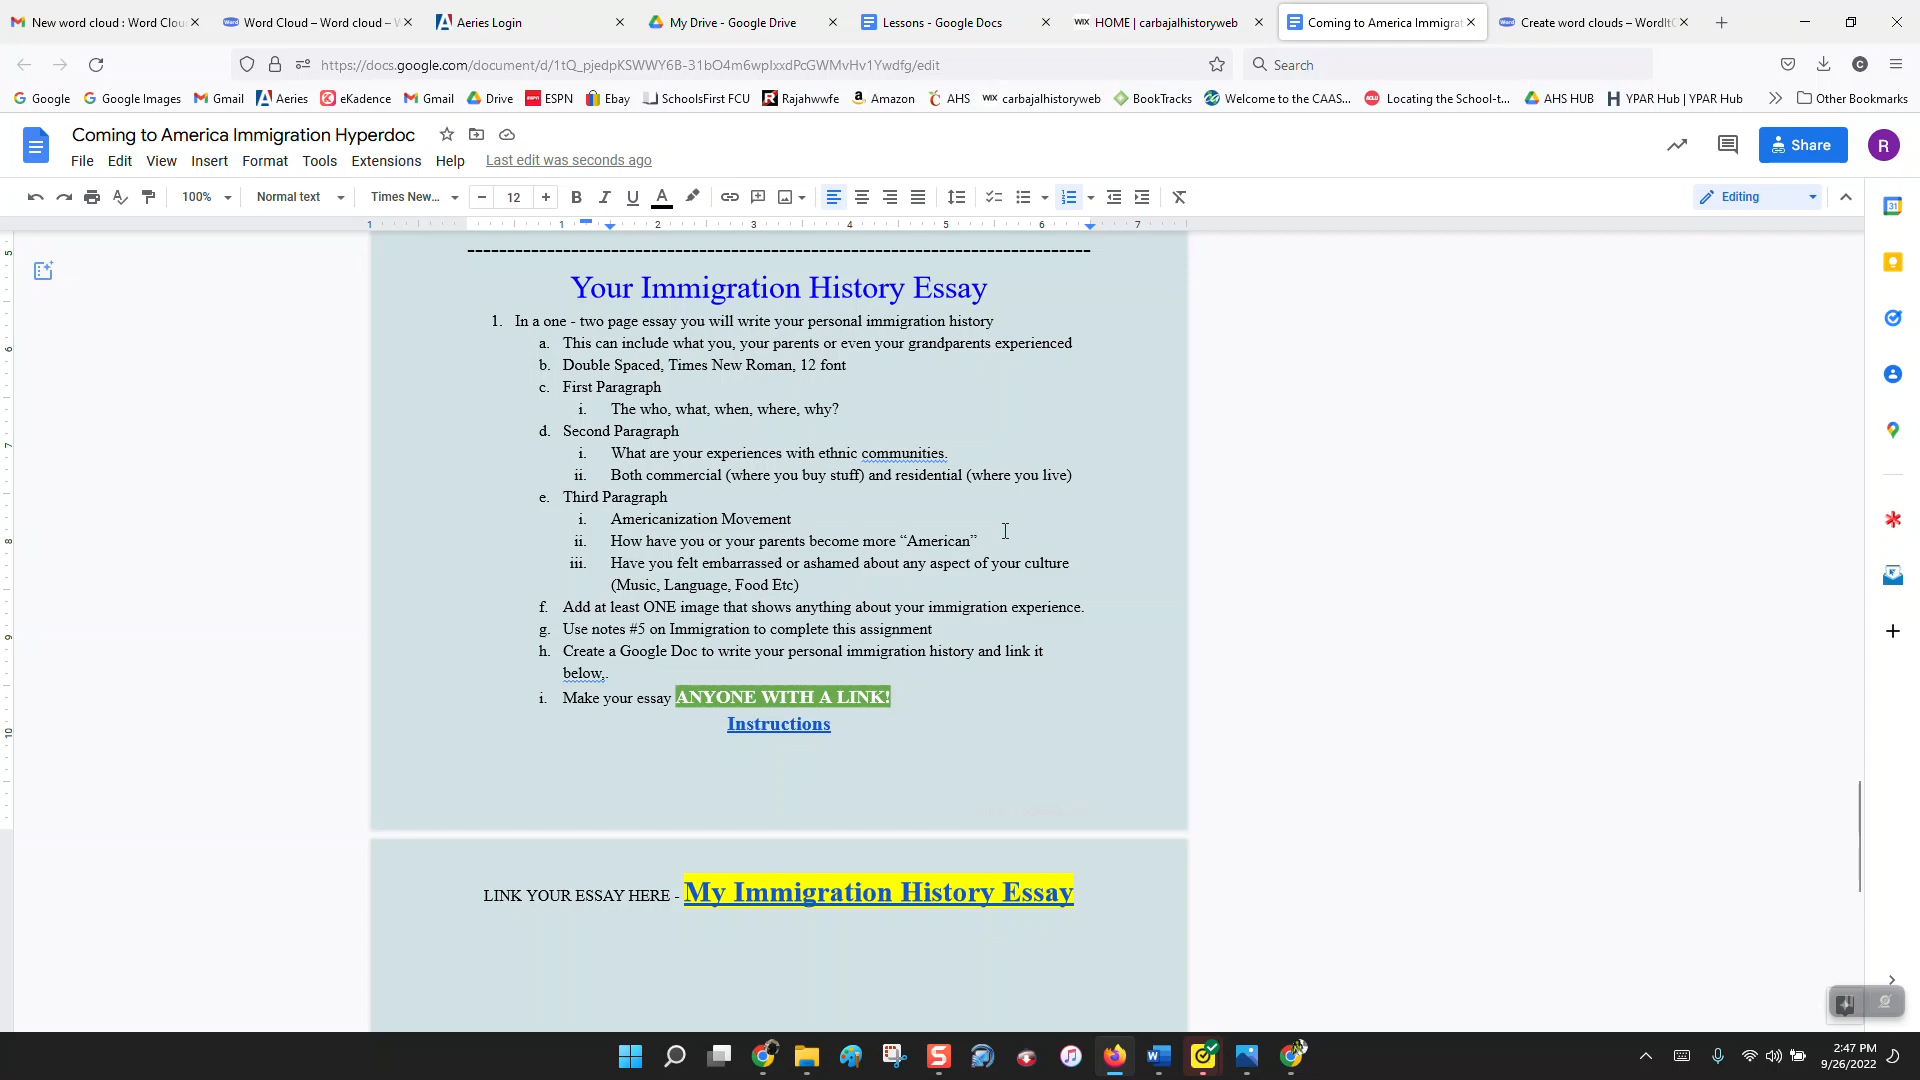 New word cloud : Word Clou
Word Cloud – Word cloud – W
Aeries Login
My Drive - Google Drive
Lessons - Google Docs
WIX HOME | carbajalhistoryweb
Coming to America Immigrat
Create word clouds – WordItO
https://docs.google.com/document/d/1tQ_pjedpKSWWY6B-31bO4m6wpIxxdPcGWMvHv1Ywdfg/edit
Search
Google
Google Images
Gmail
Aeries
eKadence
Gmail
Drive
ESPN
Ebay
SchoolsFirst FCU
Rajahwwfe
Amazon
AHS
WIX carbajalhistoryweb
BookTracks
Welcome to the CAAS...
Locating the School-t...
AHS HUB
YPAR Hub | YPAR Hub
Other Bookmarks
Coming to America Immigration Hyperdoc
File Edit View Insert Format Tools Extensions Help Last edit was seconds ago
Share
R
100% Normal text Times New... 12
Editing
1 1 2 3 4 5 6 7
Your Immigration History Essay
1. In a one - two page essay you will write your personal immigration history
a. This can include what you, your parents or even your grandparents experienced
b. Double Spaced, Times New Roman, 12 font
c. First Paragraph
i. The who, what, when, where, why?
d. Second Paragraph
i. What are your experiences with ethnic communities.
ii. Both commercial (where you buy stuff) and residential (where you live)
e. Third Paragraph
i. Americanization Movement
ii. How have you or your parents become more “American”
iii. Have you felt embarrassed or ashamed about any aspect of your culture
(Music, Language, Food Etc)
f. Add at least ONE image that shows anything about your immigration experience.
g. Use notes #5 on Immigration to complete this assignment
h. Create a Google Doc to write your personal immigration history and link it
below,.
i. Make your essay ANYONE WITH A LINK!
Instructions
LINK YOUR ESSAY HERE - My Immigration History Essay
2:47 PM
9/26/2022